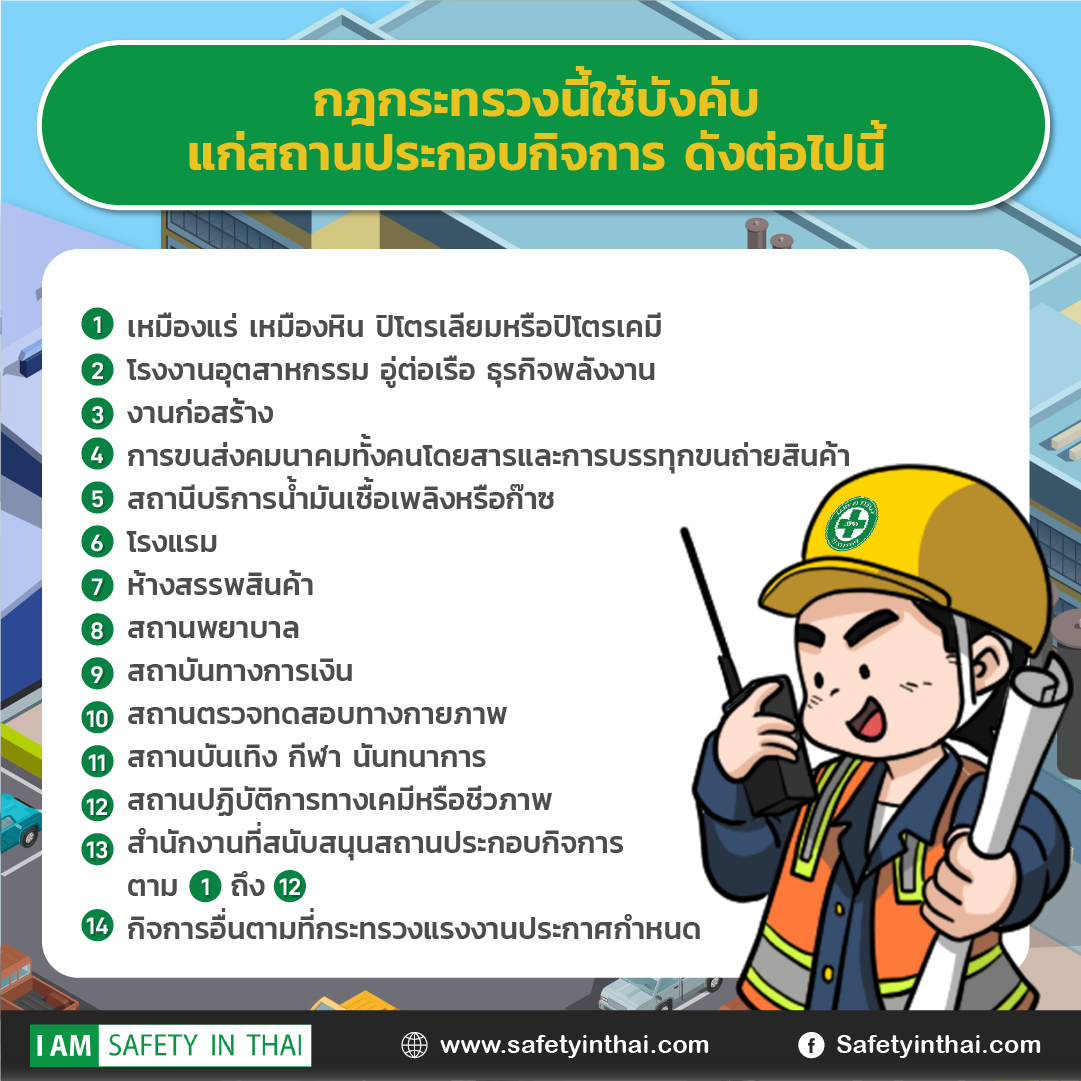 กฎกระทรวงนี้ใช้บังคับ
แก่สถานประกอบกิจการ ดังต่อไปนี้
1 เหมืองแร่ เหมืองหิน ปิโตรเลียมหรือปิโตรเคมี
2 โรงงานอุตสาหกรรม อู่ต่อเรือ ธุรกิจพลังงาน
3 งานก่อสร้าง
4 การขนส่งคมนาคมทั้งคนโดยสารและการบรรทุกขนถ่ายสินค้า
5 สถานีบริการน้ำมันเชื้อเพลิงหรือก๊าซ
6 โรงแรม
7 ห้างสรรพสินค้า
8 สถานพยาบาล
9 สถาบันทางการเงิน
10 สถานตรวจทดสอบทางกายภาพ
11 สถานบันเทิง กีฬา นันทนาการ
12 สถานปฏิบัติการทางเคมีหรือชีวภาพ
13 สำนักงานที่สนับสนุนสถานประกอบกิจการ
ตาม 1 ถึง 12
14 กิจการอื่นตามที่กระทรวงแรงงานประกาศกำหนด
I AM SAFETY IN THAI
www.safetyinthai.com
Safetyinthai.com